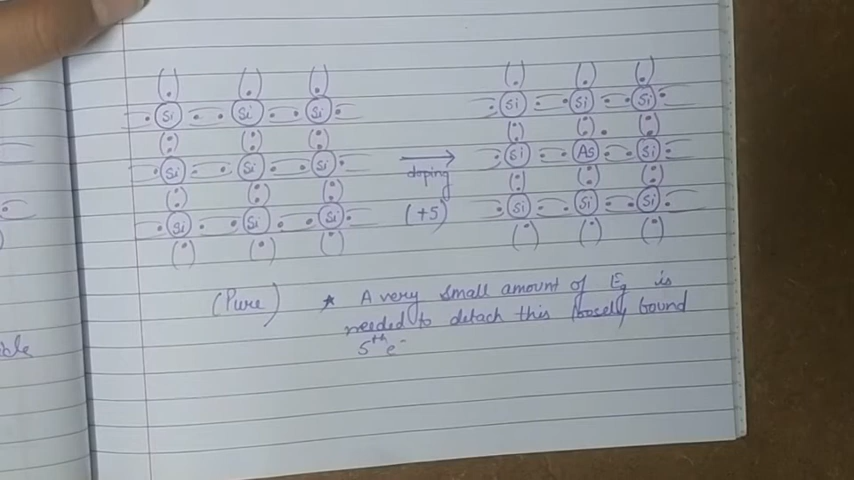 Si Si Si Si Si Si
Si Si Si doping Si As Si
Si Si Si (+5) Si Si Si
(Pure) * A very small amount of Eg is
needed to detach this loosely bound
5th e-